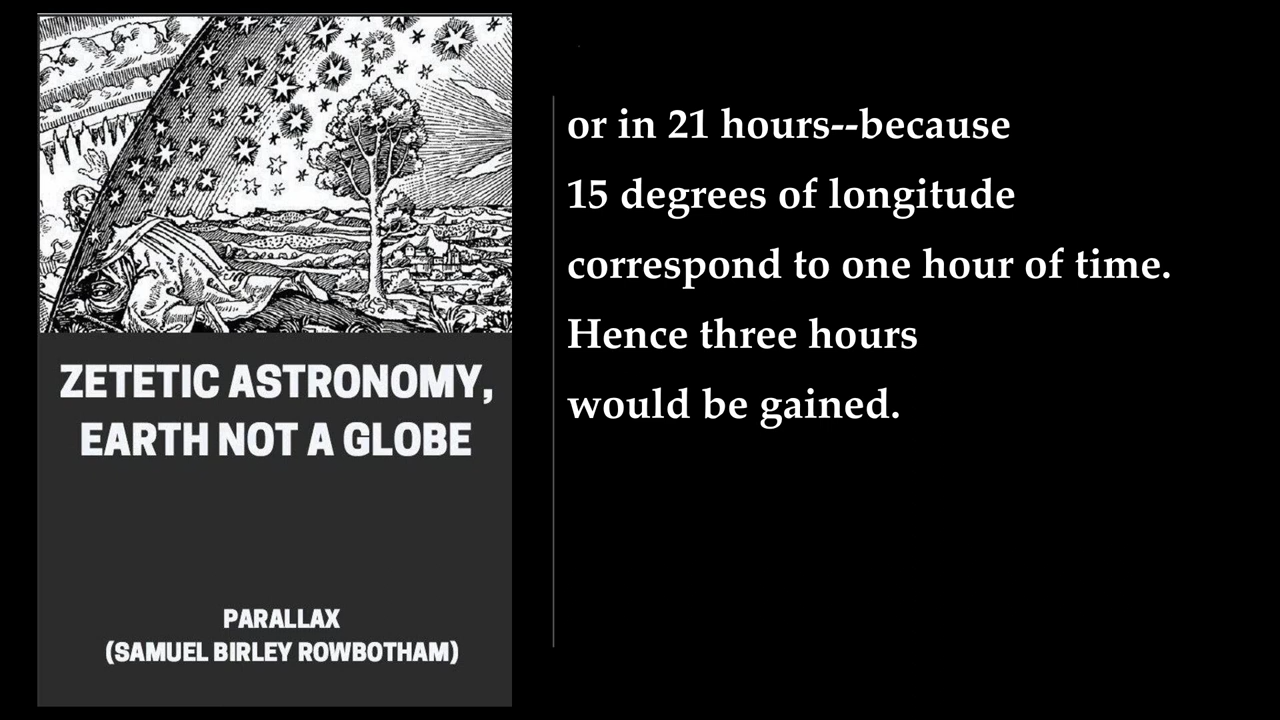 ZETETIC ASTRONOMY,
EARTH NOT A GLOBE
PARALLAX
(SAMUEL BIRLEY ROWBOTHAM)
or in 21 hours--because
15 degrees of longitude
correspond to one hour of time.
Hence three hours
would be gained.